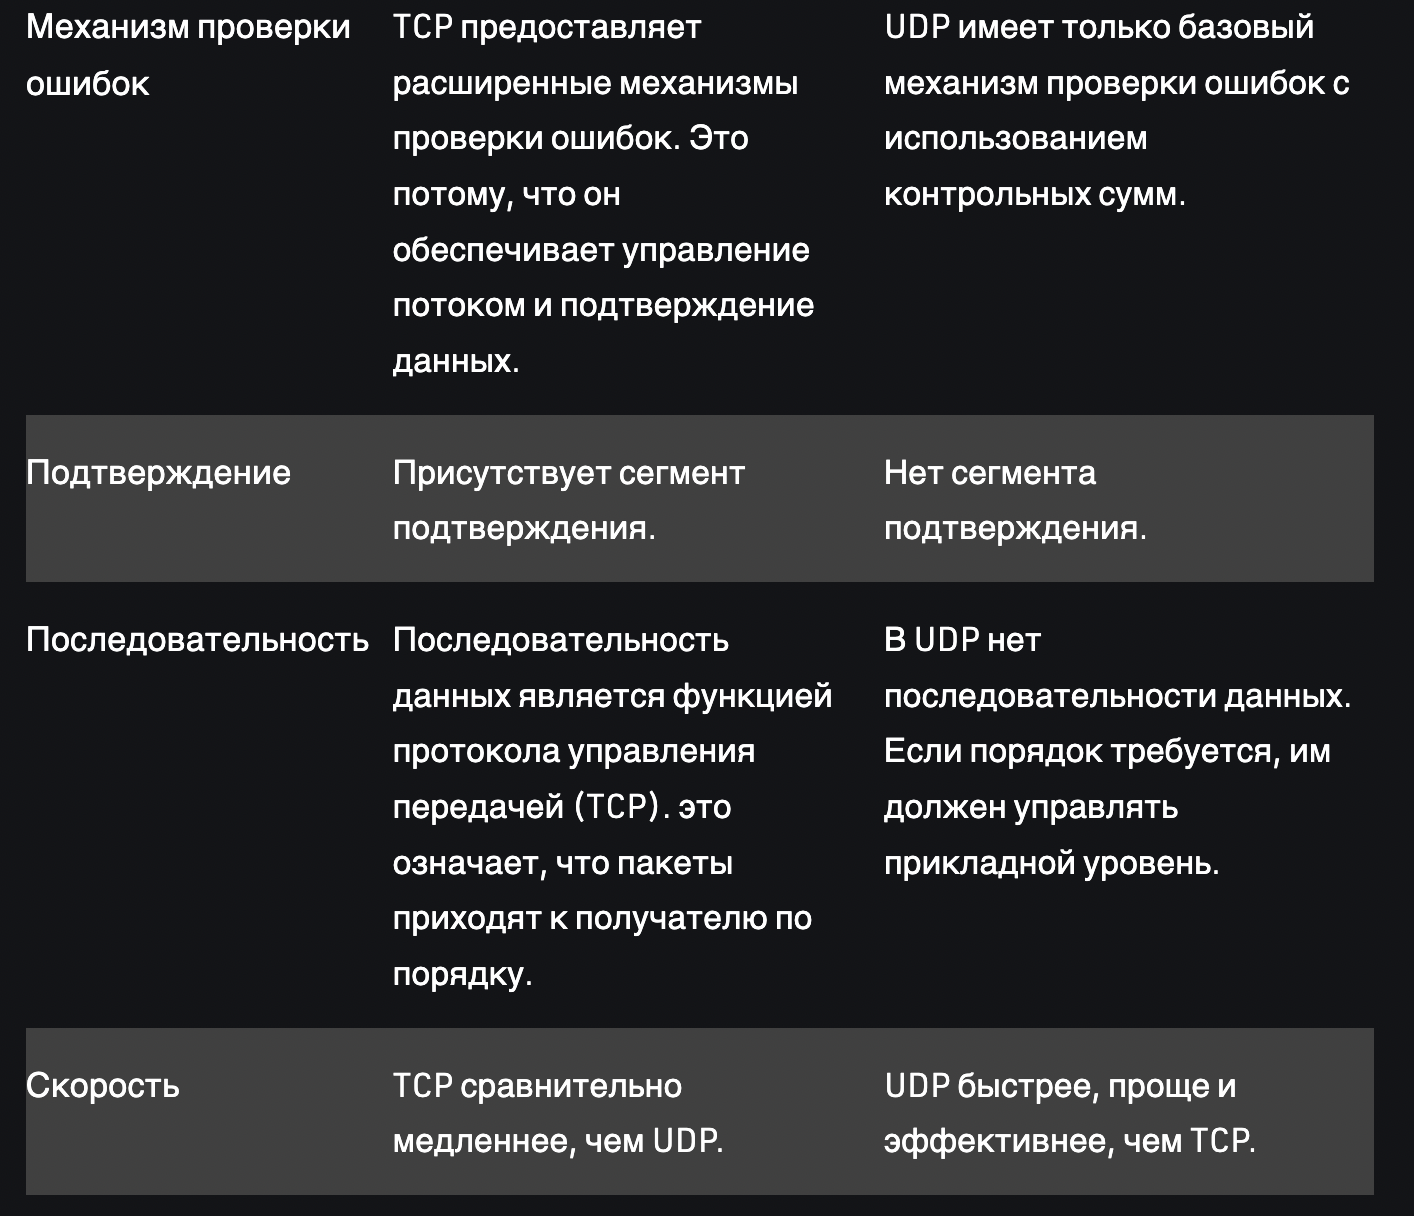 Механизм проверки
ошибок
TCP предоставляет
расширенные механизмы
проверки ошибок. Это
потому, что он
обеспечивает управление
потоком и подтверждение
данных.
UDP имеет только базовый
механизм проверки ошибок с
использованием
контрольных сумм.
Подтверждение
Присутствует сегмент
подтверждения.
Нет сегмента
подтверждения.
Последовательность
Последовательность
данных является функцией
протокола управления
передачей (TCP). это
означает, что пакеты
приходят к получателю по
порядку.
В UDP нет
последовательности данных.
Если порядок требуется, им
должен управлять
прикладной уровень.
Скорость
TCP сравнительно
медленнее, чем UDP.
UDP быстрее, проще и
эффективнее, чем TCP.